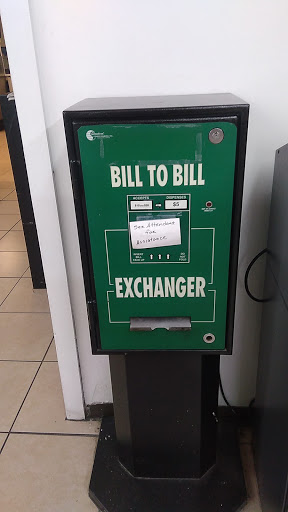 BILL TO BILL
ACCEPTS
DISPENSES
$5
See Attendant
for
Assistance
EXCHANGER